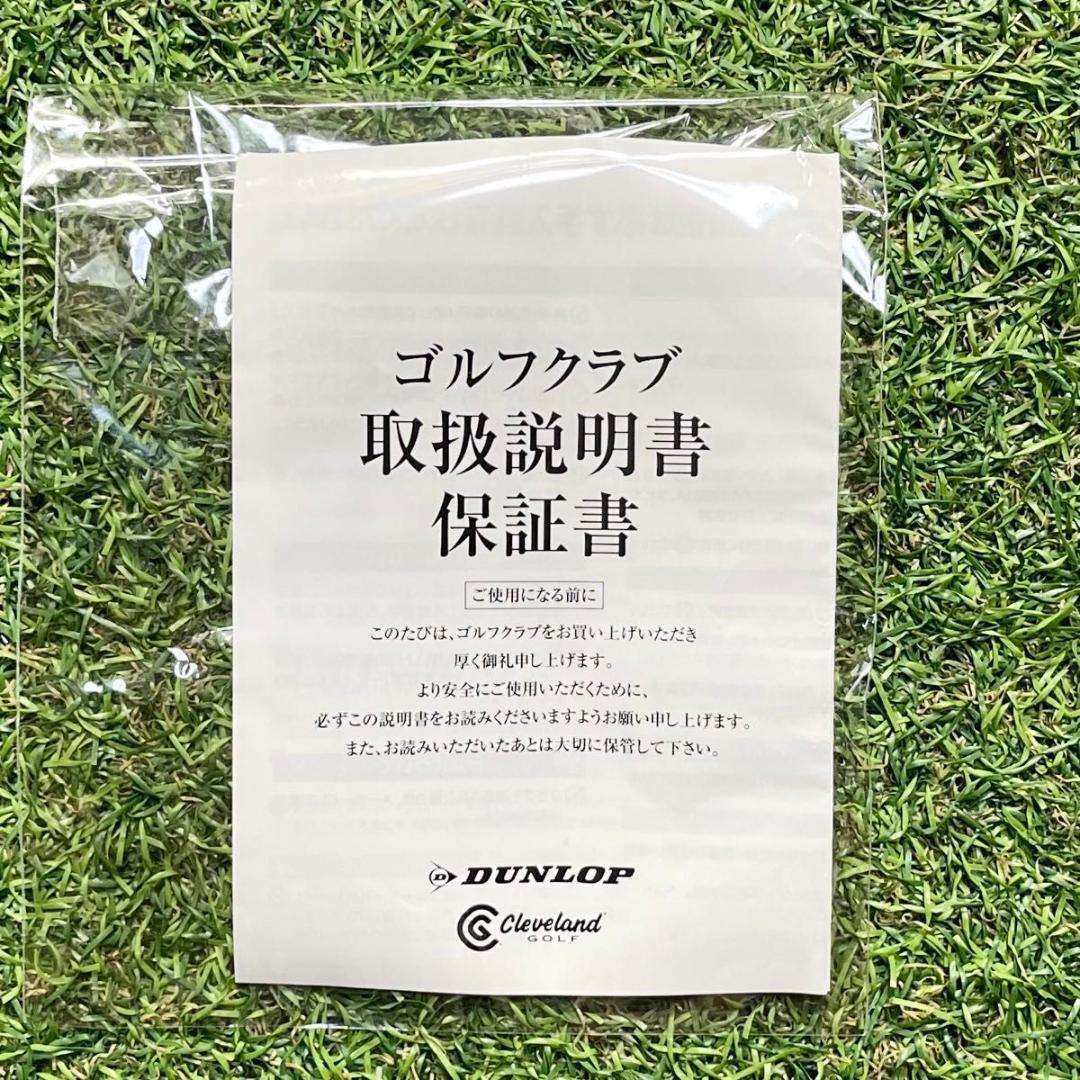 ゴルフクラブ
取扱説明書
保証書
ご使用になる前に
このたびは、ゴルフクラブをお買い上げいただき
厚く御礼申し上げます。
より安全にご使用いただくために、
必ずこの説明書をお読みくださいますようお願い申し上げます。
また、お読みいただいたあとは大切に保管して下さい。
D DUNLOP
CG Cleveland
GOLF